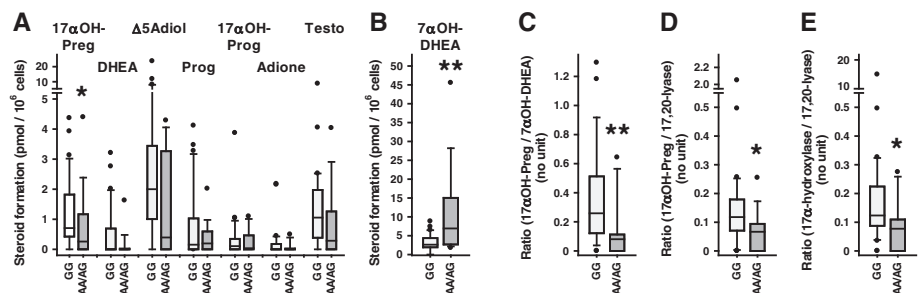 A
17αOH-Preg
Δ5Adiol
17αOH-Prog
Testo
DHEA
Prog
Adione
Steroid formation (pmol / 10⁶ cells)
20
10
5
4
3
2
1
0
*
GG
AA/AG
GG
AA/AG
GG
AA/AG
GG
AA/AG
GG
AA/AG
GG
AA/AG
GG
AA/AG
B
7αOH-
DHEA
Steroid formation (pmol / 10⁶ cells)
50
45
40
35
30
25
20
15
10
5
0
**
GG
AA/AG
C
Ratio (17αOH-Preg / 7αOH-DHEA)
(no unit)
1.2
1.0
0.8
0.6
0.4
0.2
0
**
GG
AA/AG
D
Ratio (17αOH-Preg / 17,20-lyase)
(no unit)
2.2
2.0
0.5
0.4
0.3
0.2
0.1
0
*
GG
AA/AG
E
Ratio (17α-hydroxylase / 17,20-lyase)
(no unit)
20
10
0.5
0.4
0.3
0.2
0.1
0
*
GG
AA/AG